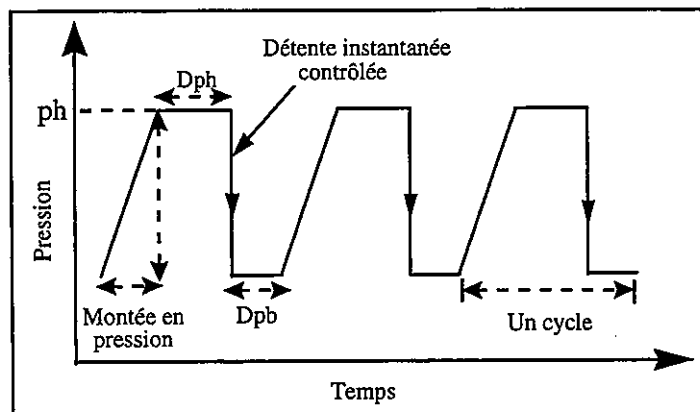 Détente instantanée
contrôlée
Dph
ph
Pression
Montée en
pression
Dpb
Un cycle
Temps